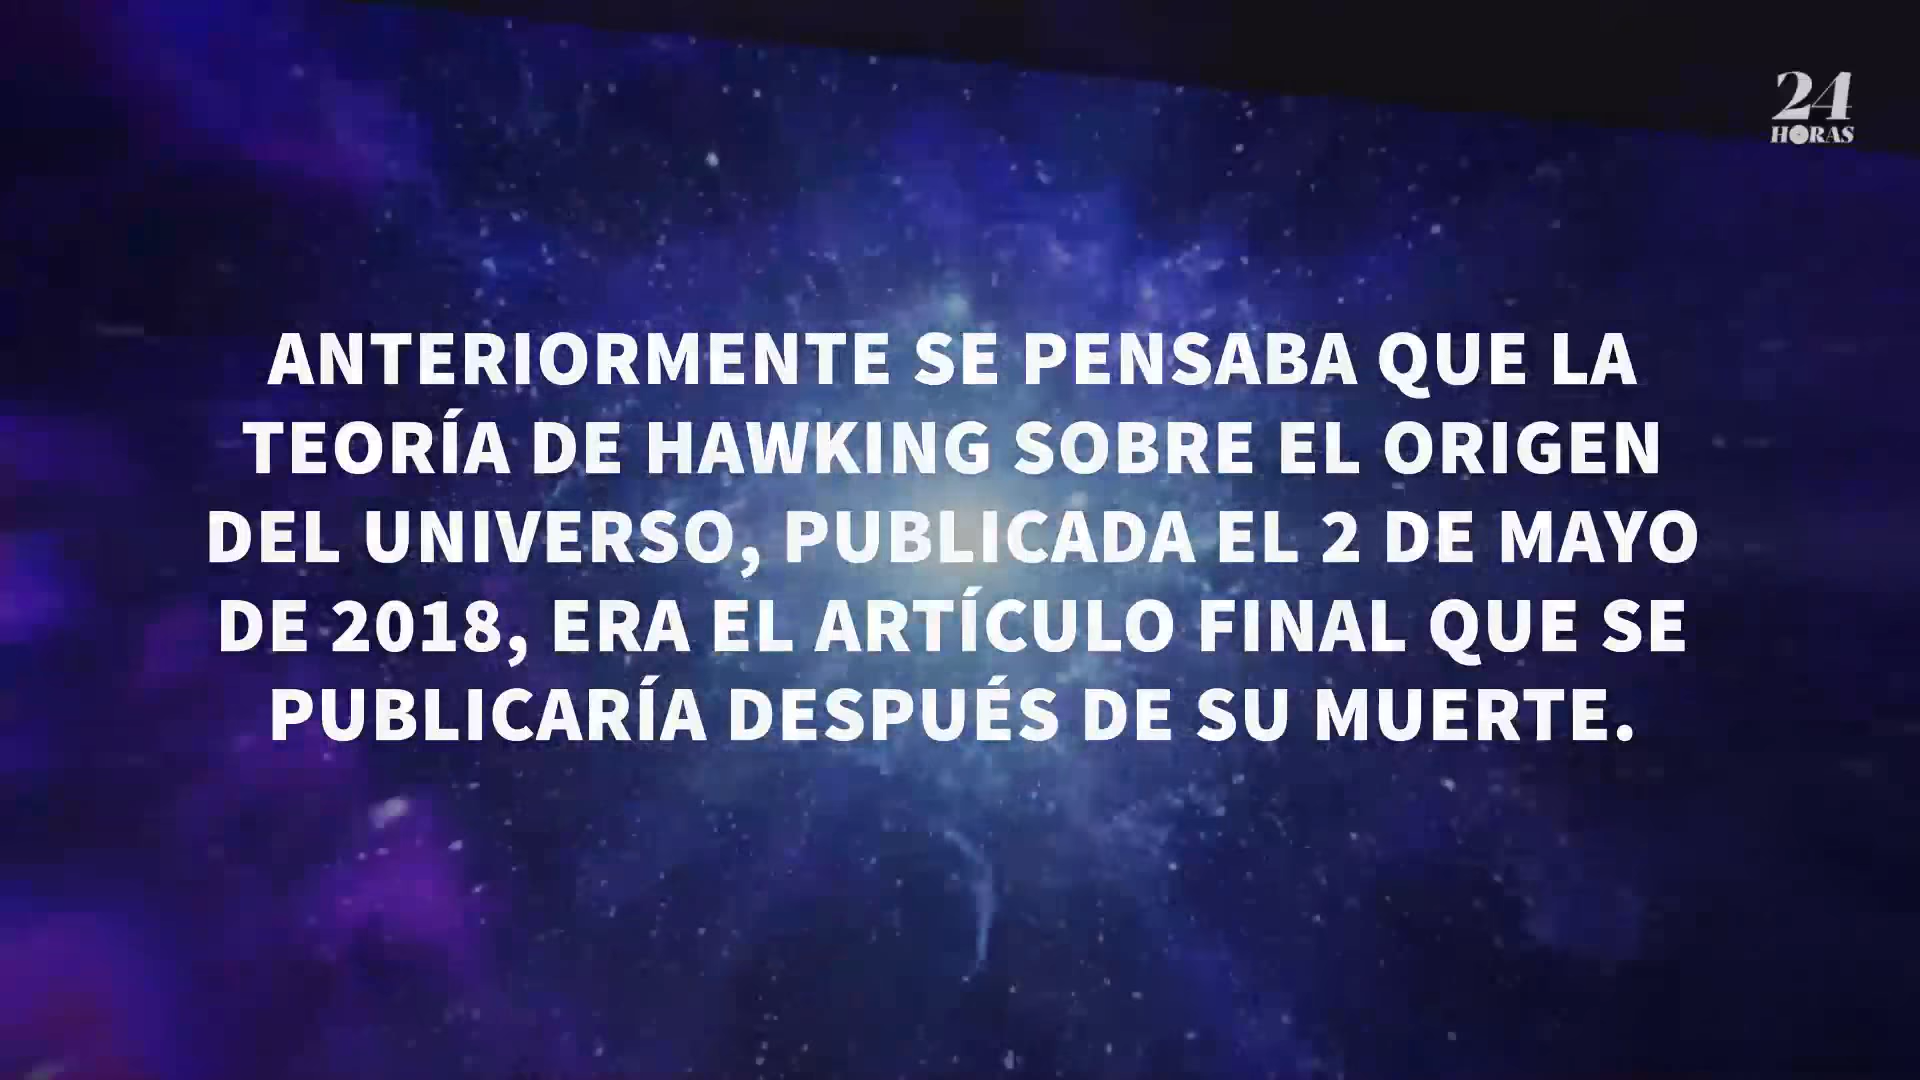 24
HORAS
ANTERIORMENTE SE PENSABA QUE LA
TEORÍA DE HAWKING SOBRE EL ORIGEN
DEL UNIVERSO, PUBLICADA EL 2 DE MAYO
DE 2018, ERA EL ARTÍCULO FINAL QUE SE
PUBLICARÍA DESPUÉS DE SU MUERTE.